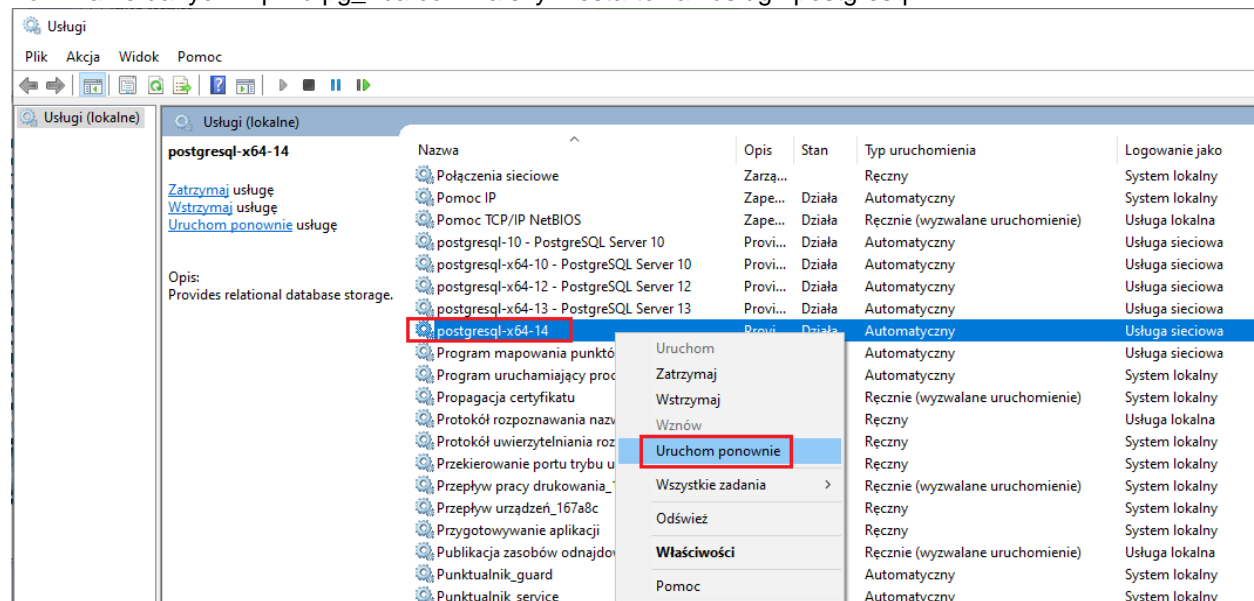 Usługi
Plik Akcja Widok Pomoc
Usługi (lokalne)
Usługi (lokalne)
postgresql-x64-14
Zatrzymaj usługę
Wstrzymaj usługę
Uruchom ponownie usługę
Opis:
Provides relational database storage.
Nazwa Opis Stan Typ uruchomienia Logowanie jako
Połączenia sieciowe Zarzą... Ręczny System lokalny
Pomoc IP Zape... Działa Automatyczny System lokalny
Pomoc TCP/IP NetBIOS Zape... Działa Ręcznie (wyzwalane uruchomienie) Usługa lokalna
postgresql-10 - PostgreSQL Server 10 Provi... Działa Automatyczny Usługa sieciowa
postgresql-x64-10 - PostgreSQL Server 10 Provi... Działa Automatyczny Usługa sieciowa
postgresql-x64-12 - PostgreSQL Server 12 Provi... Działa Automatyczny Usługa sieciowa
postgresql-x64-13 - PostgreSQL Server 13 Provi... Działa Automatyczny Usługa sieciowa
postgresql-x64-14 Provi... Działa Automatyczny Usługa sieciowa
Program mapowania punktó Automatyczny Usługa sieciowa
Program uruchamiający proc Automatyczny System lokalny
Propagacja certyfikatu Ręcznie (wyzwalane uruchomienie) System lokalny
Protokół rozpoznawania nazw Ręczny Usługa lokalna
Protokół uwierzytelniania roz Ręczny System lokalny
Przekierowanie portu trybu u Ręczny System lokalny
Przepływ pracy drukowania_1 Ręcznie (wyzwalane uruchomienie) System lokalny
Przepływ urządzeń_167a8c Ręczny System lokalny
Przygotowywanie aplikacji Ręczny System lokalny
Publikacja zasobów odnajdo Ręcznie (wyzwalane uruchomienie) Usługa lokalna
Punktualnik_guard Automatyczny System lokalny
Punktualnik_service Automatyczny System lokalny
Uruchom
Zatrzymaj
Wstrzymaj
Wznów
Uruchom ponownie
Wszystkie zadania
Odśwież
Właściwości
Pomoc